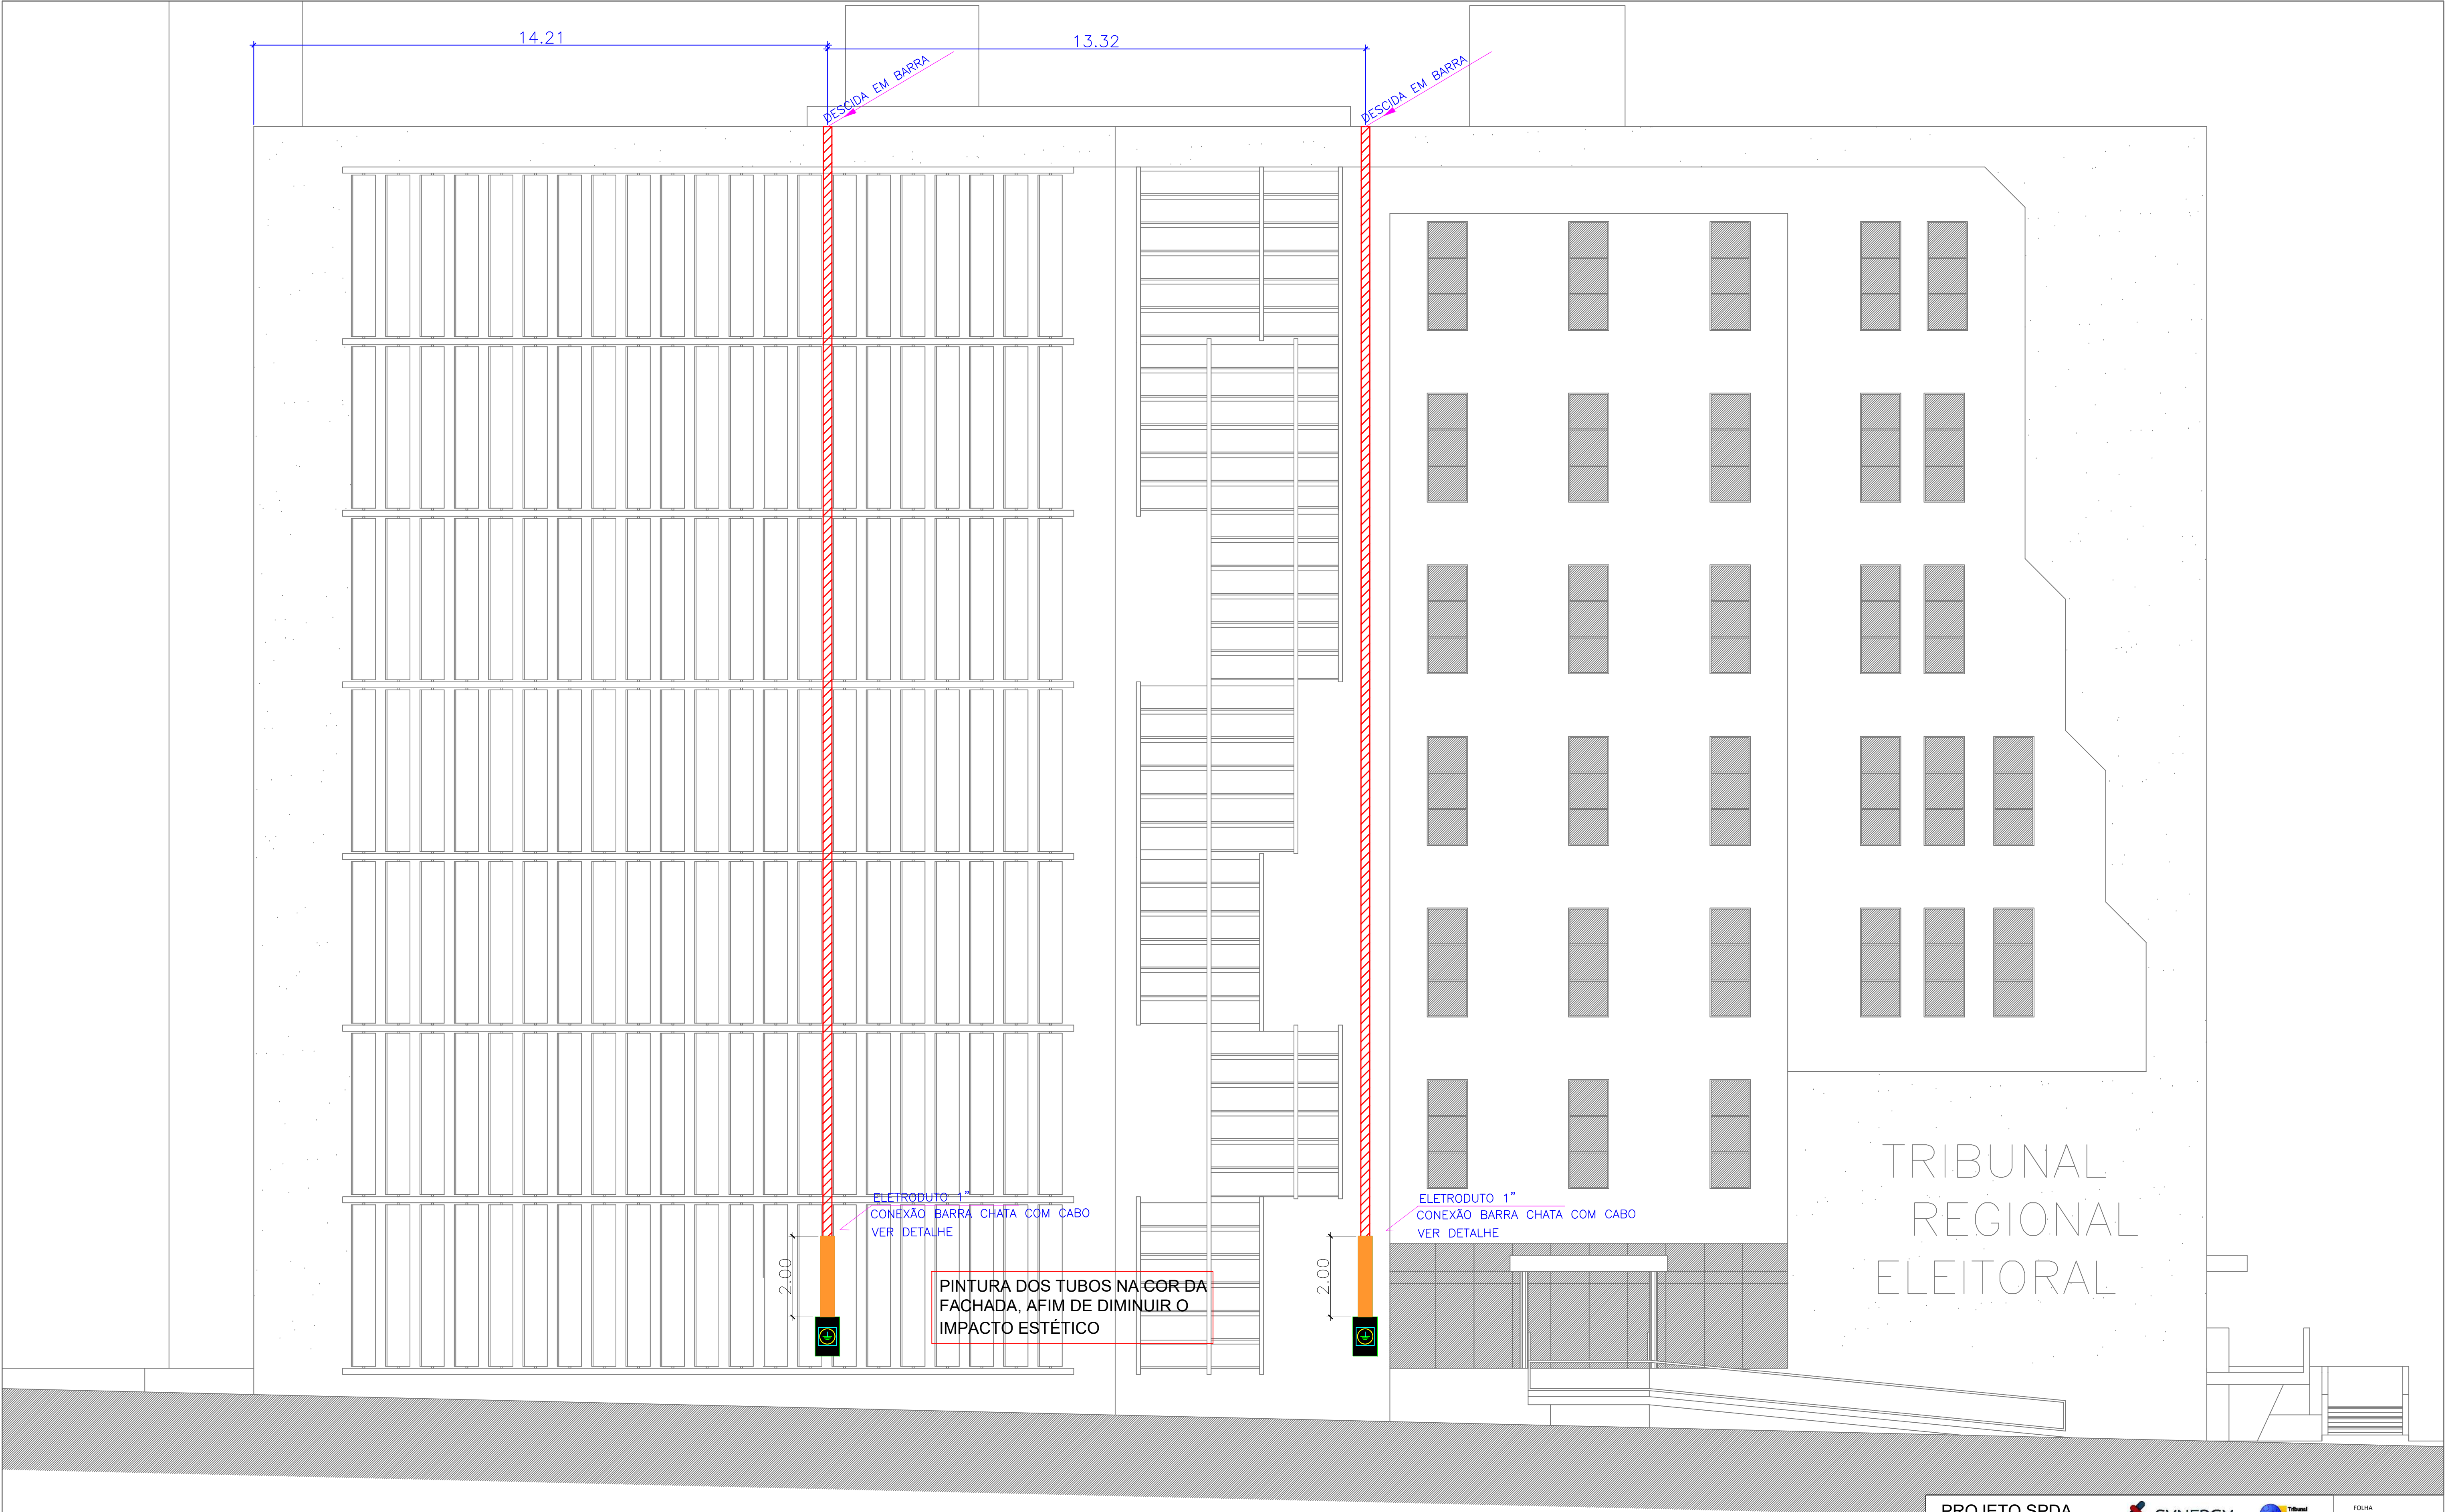 14.21
13.32
DESCIDA EM BARRA
DESCIDA EM BARRA
ELETRODUTO 1"
CONEXÃO BARRA CHATA COM CABO
VER DETALHE
ELETRODUTO 1"
CONEXÃO BARRA CHATA COM CABO
VER DETALHE
2.00
2.00
PINTURA DOS TUBOS NA COR DA
FACHADA, AFIM DE DIMINUIR O
IMPACTO ESTÉTICO
TRIBUNAL
REGIONAL
ELEITORAL
PROJETO SPDA
SYNERGY
Tribunal
FOLHA